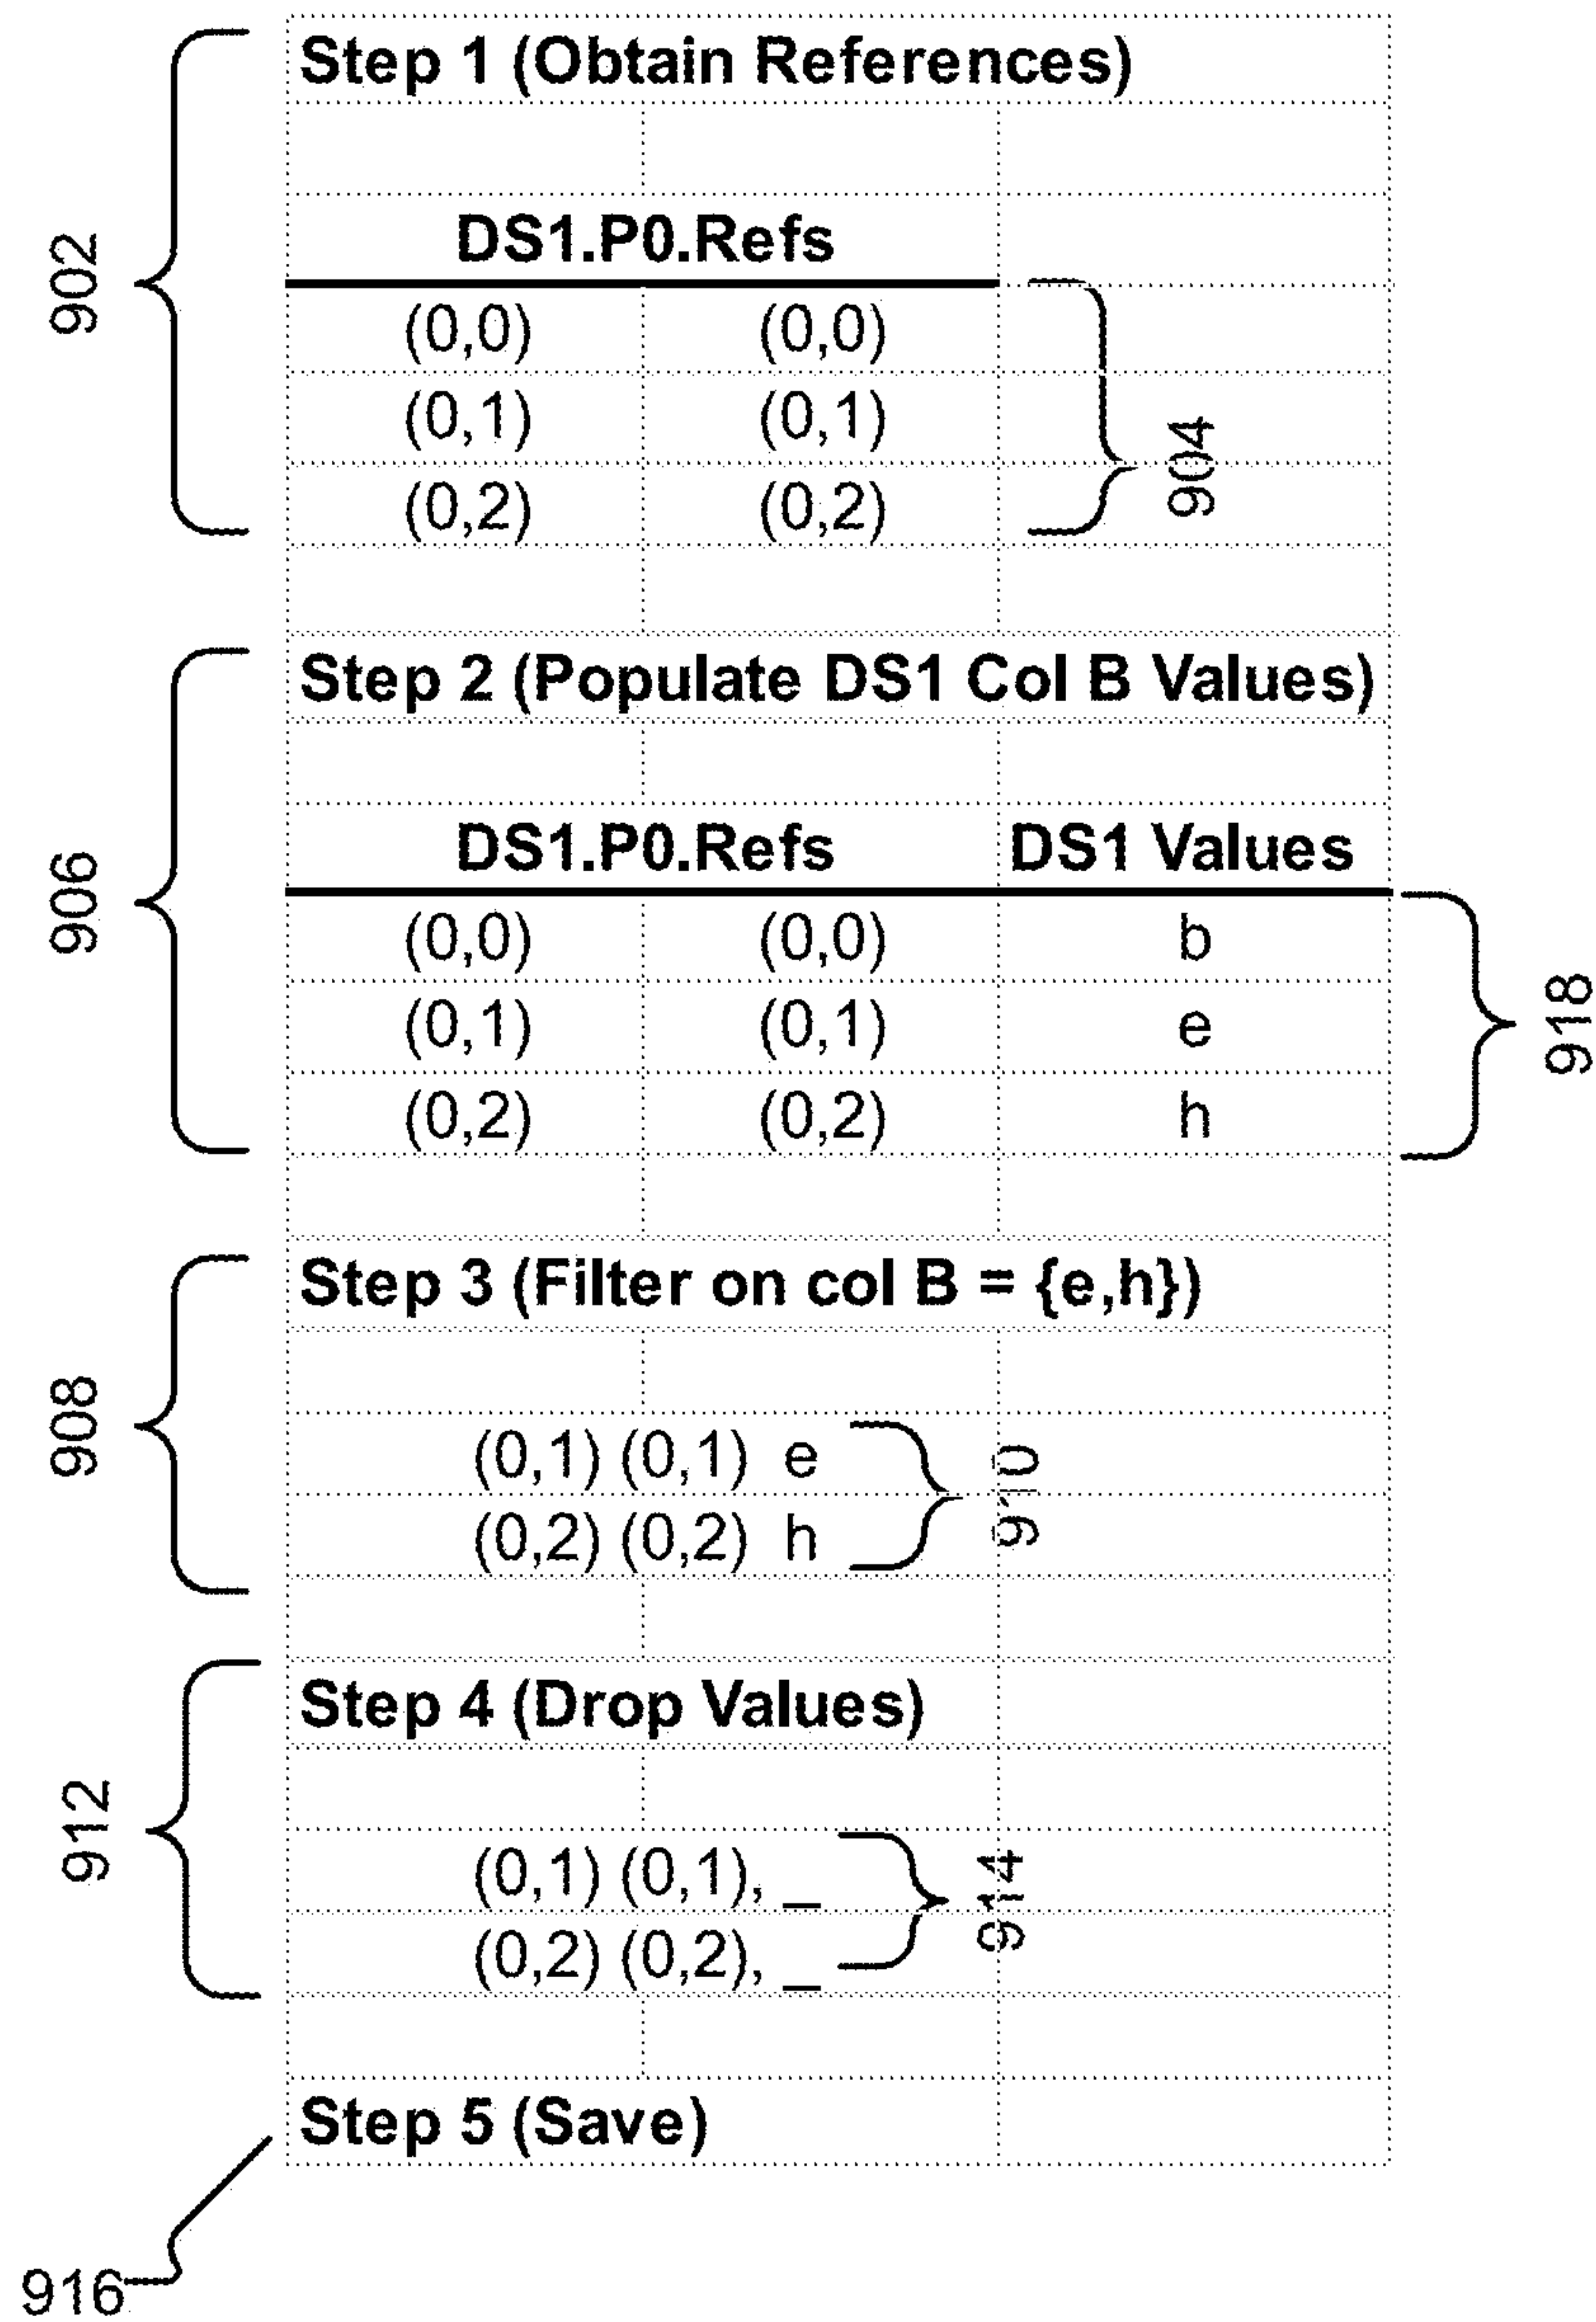 Step 1 (Obtain References)
902
DS1.P0.Refs
(0,0) (0,0)
(0,1) (0,1)
904
(0,2) (0,2)
Step 2 (Populate DS1 Col B Values)
906
DS1.P0.Refs DS1 Values
(0,0) (0,0) b
(0,1) (0,1) e
918
(0,2) (0,2) h
Step 3 (Filter on col B = {e,h})
908
(0,1) (0,1) e
910
(0,2) (0,2) h
Step 4 (Drop Values)
912
(0,1) (0,1), _
914
(0,2) (0,2), _
Step 5 (Save)
916